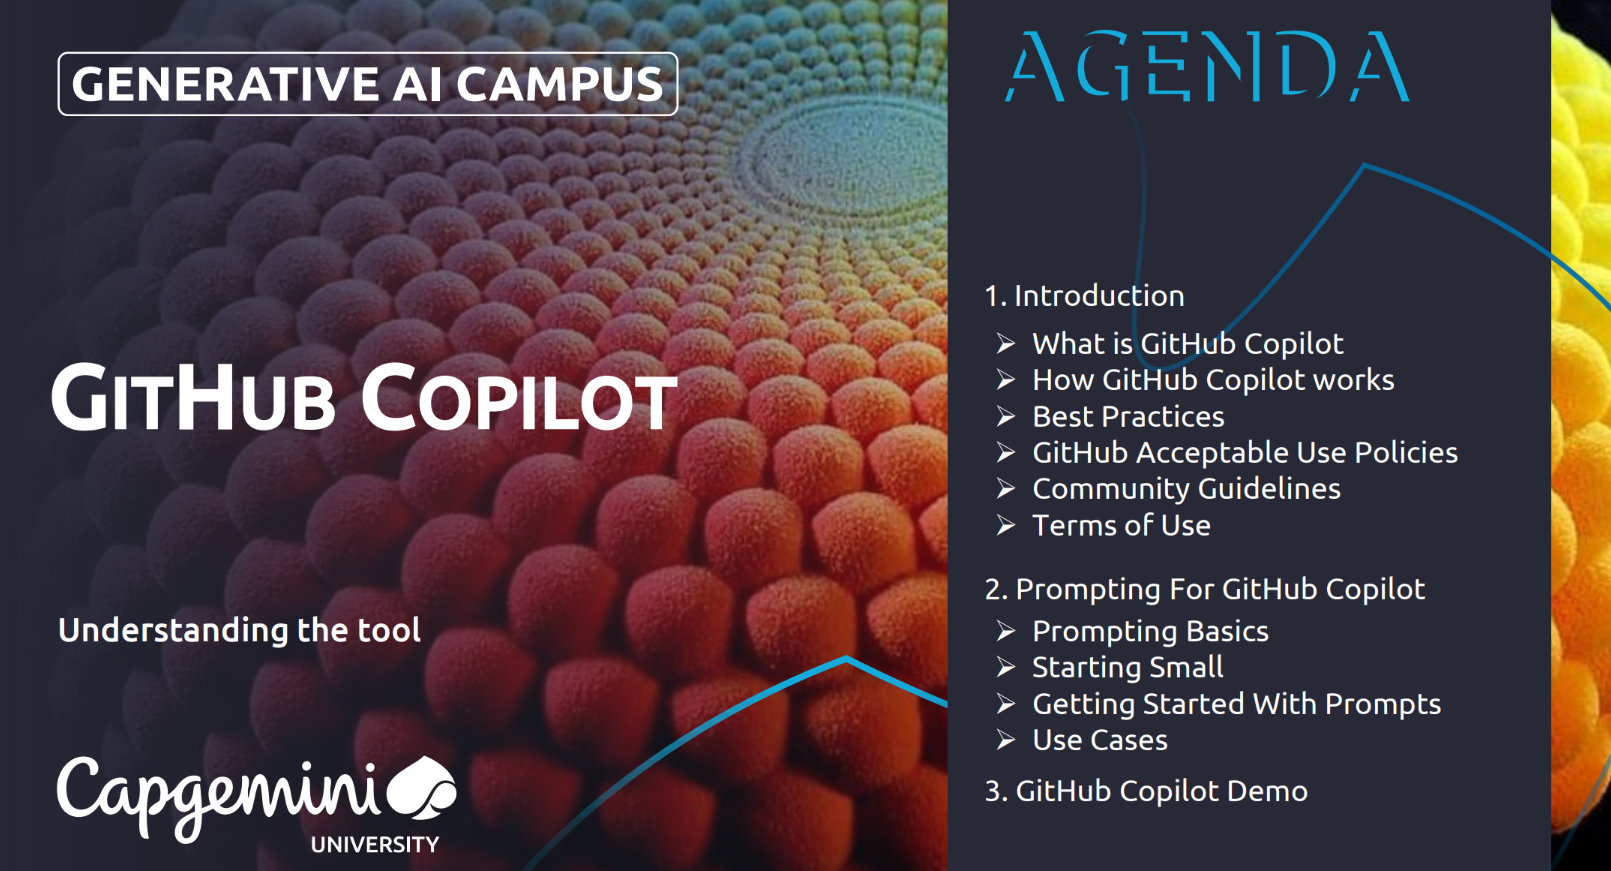 GENERATIVE AI CAMPUS
GITHUB COPILOT
Understanding the tool
Capgemini
UNIVERSITY
AGENDA
1. Introduction
➢ What is GitHub Copilot
➢ How GitHub Copilot works
➢ Best Practices
➢ GitHub Acceptable Use Policies
➢ Community Guidelines
➢ Terms of Use
2. Prompting For GitHub Copilot
➢ Prompting Basics
➢ Starting Small
➢ Getting Started With Prompts
➢ Use Cases
3. GitHub Copilot Demo